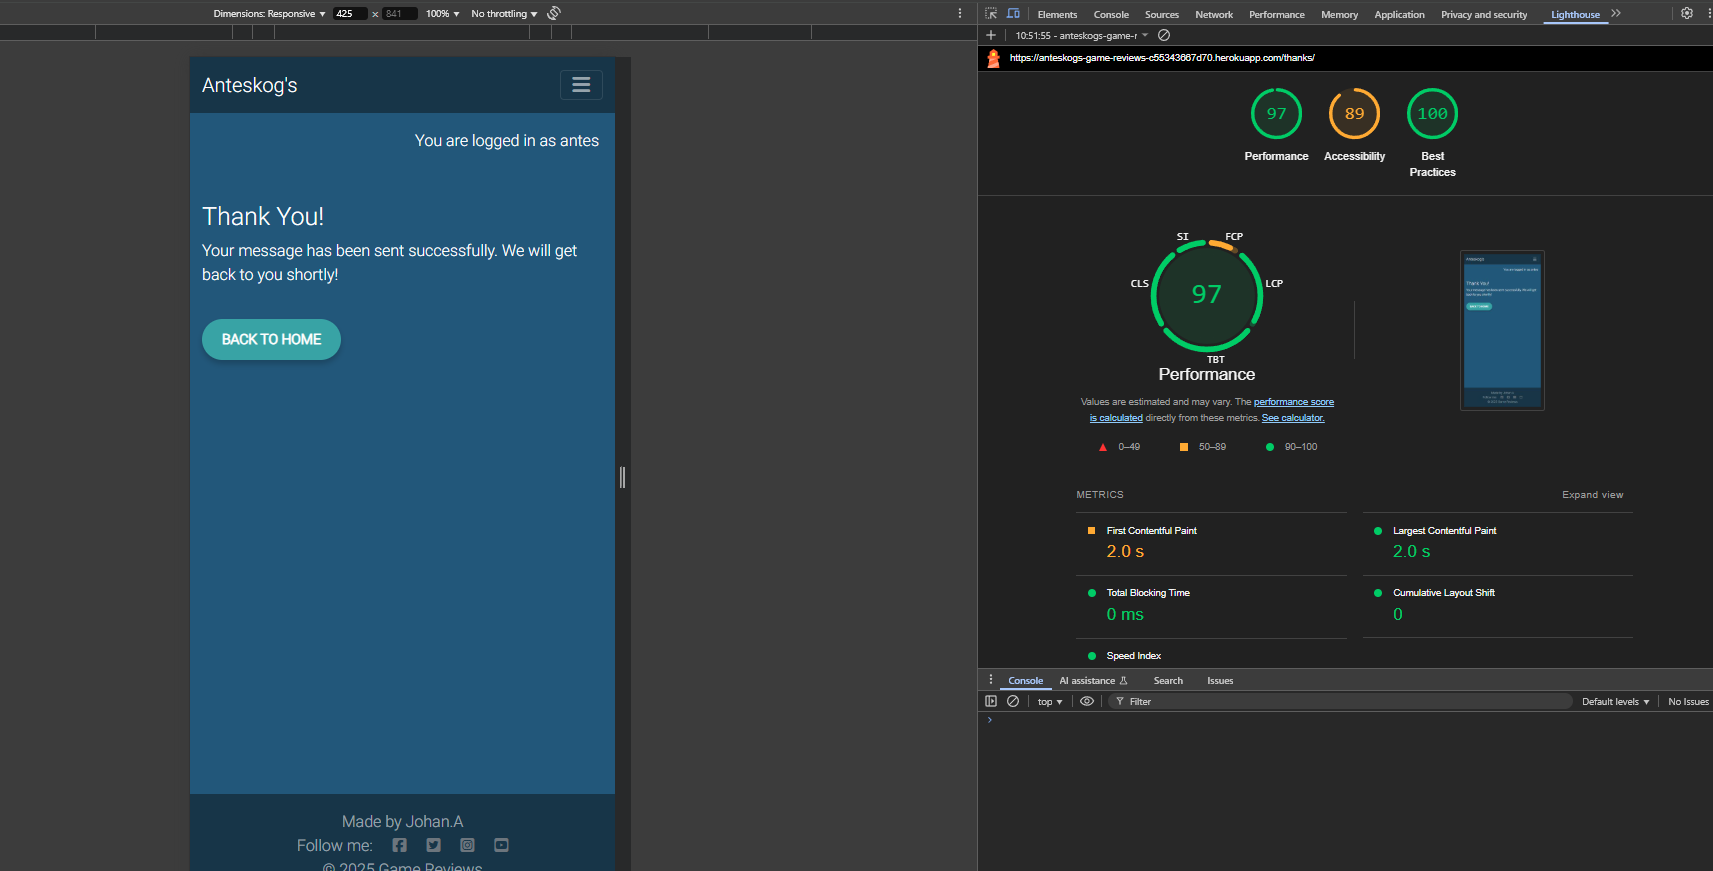 Dimensions: Responsive ▼ 425 × 841 100% ▼ No throttling ▼
Anteskog's
You are logged in as antes
Thank You!
Your message has been sent successfully. We will get
back to you shortly!
BACK TO HOME
Made by Johan.A
Follow me:
© 2025 Game Reviews
Elements Console Sources Network Performance Memory Application Privacy and security Lighthouse
10:51:55 - anteskogs-game-r
https://anteskogs-game-reviews-c55343667d70.herokuapp.com/thanks/
97 89 100
Performance Accessibility Best
Practices
SI FCP
CLS LCP
97
TBT
Performance
Values are estimated and may vary. The performance score
is calculated directly from these metrics. See calculator.
0–49 50–89 90–100
METRICS Expand view
First Contentful Paint Largest Contentful Paint
2.0 s 2.0 s
Total Blocking Time Cumulative Layout Shift
0 ms 0
Speed Index
Console AI assistance Search Issues
top ▼ Filter Default levels ▼ No Issues